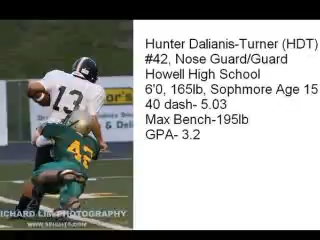 Hunter Dalianis-Turner (HDT)
#42, Nose Guard/Guard
Howell High School
6'0, 165lb, Sophmore Age 15
40 dash- 5.03
Max Bench-195lb
GPA- 3.2
13
42
RICHARD LIM PHOTOGRAPHY